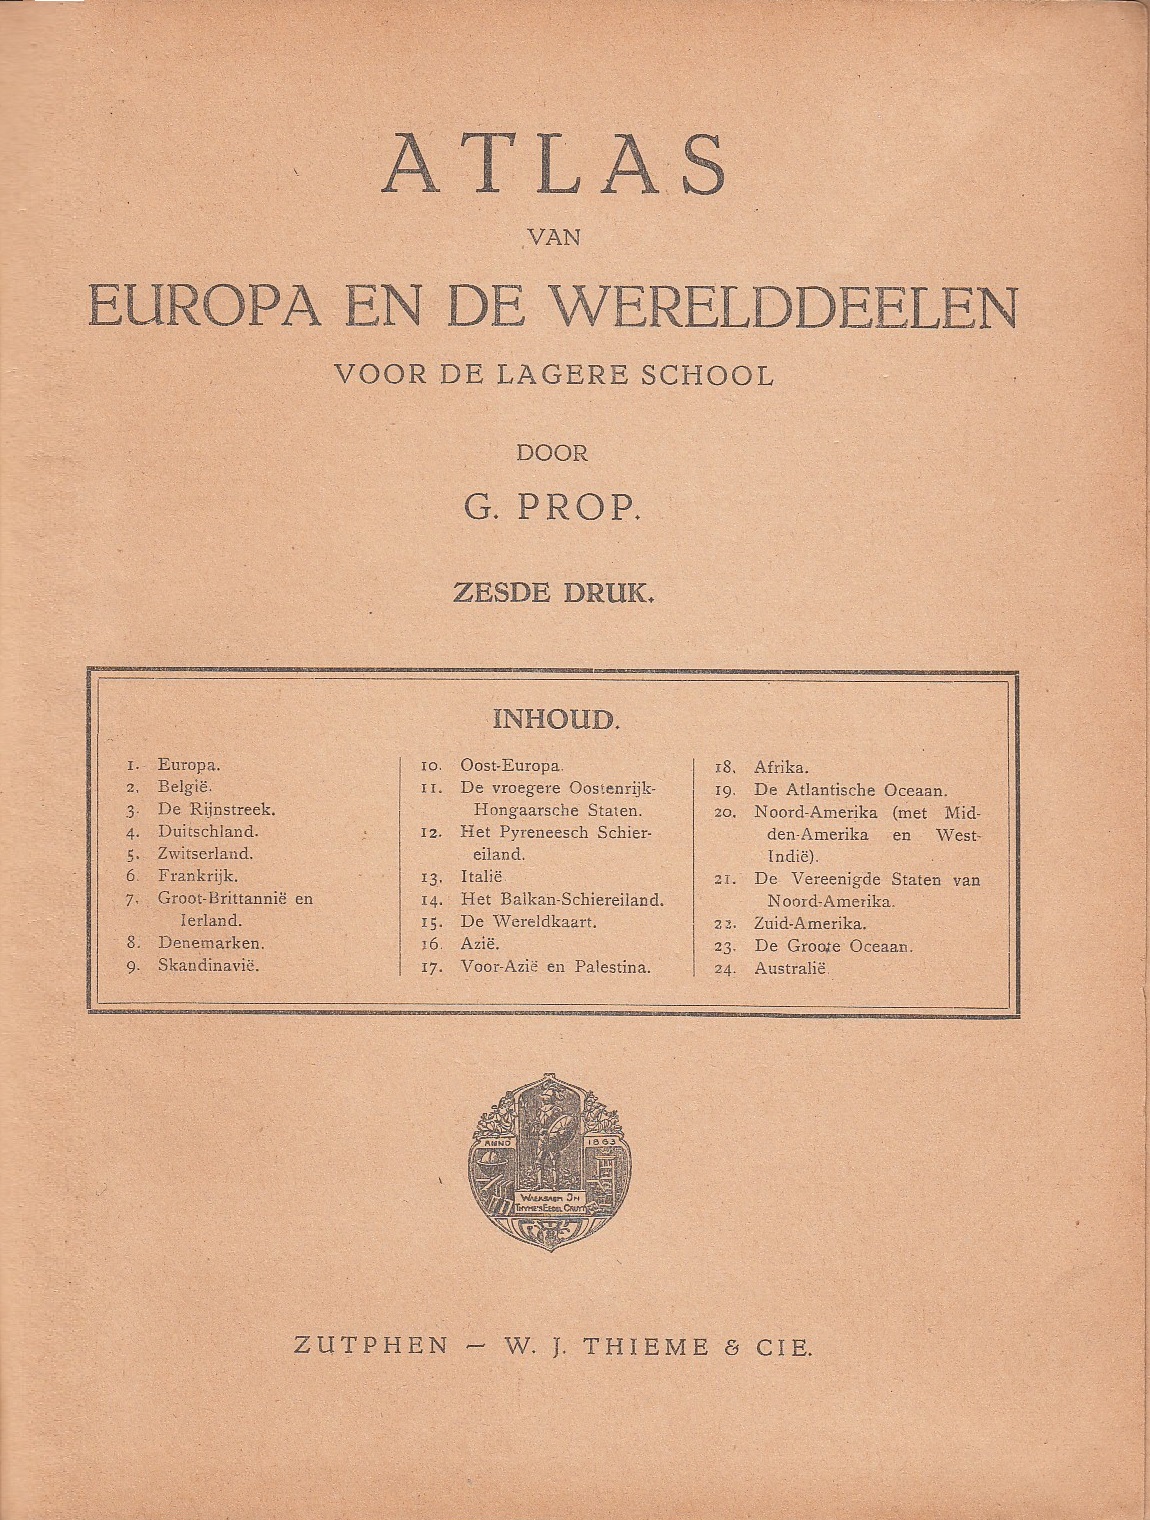 ATLAS
VAN
EUROPA EN DE WERELDDEELEN
VOOR DE LAGERE SCHOOL
DOOR
G. PROP.
ZESDE DRUK.
INHOUD.
1. Europa.
2. België.
3. De Rijnstreek.
4. Duitschland.
5. Zwitserland.
6. Frankrijk.
7. Groot-Brittannië en
Ierland.
8. Denemarken.
9. Skandinavië.
10. Oost-Europa.
11. De vroegere Oostenrijk-
Hongaarsche Staten.
12. Het Pyreneesch Schier-
eiland.
13. Italië
14. Het Balkan-Schiereiland.
15. De Wereldkaart.
16. Azië.
17. Voor-Azië en Palestina.
18. Afrika.
19. De Atlantische Oceaan.
20. Noord-Amerika (met Mid-
den-Amerika en West-
Indië).
21. De Vereenigde Staten van
Noord-Amerika.
22. Zuid-Amerika.
23. De Groote Oceaan.
24. Australië
ANNO 1863
WAERSAEM IN
THYME'S EEDEL CRUYT
ZUTPHEN — W. J. THIEME & CIE.